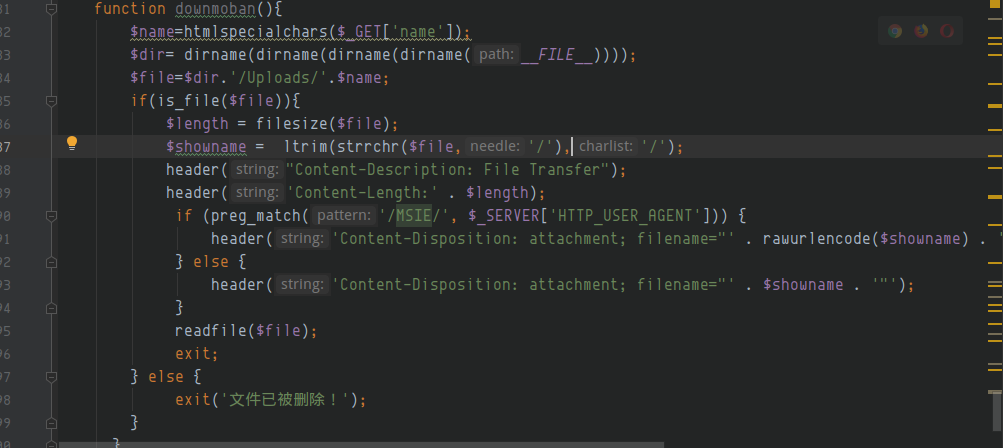 81 function downmoban(){
82 $name=htmlspecialchars($_GET['name']);
83 $dir= dirname(dirname(dirname(dirname( path: __FILE__))));
84 $file=$dir.'/Uploads/'.$name;
85 if(is_file($file)){
86 $length = filesize($file);
87 $showname =  ltrim(strrchr($file, needle: '/'), charlist: '/');
88 header( string: "Content-Description: File Transfer");
89 header( string: 'Content-Length:' . $length);
90 if (preg_match( pattern: '/MSIE/', $_SERVER['HTTP_USER_AGENT'])) {
91 header( string: 'Content-Disposition: attachment; filename="' . rawurlencode($showname) . '
92 } else {
93 header( string: 'Content-Disposition: attachment; filename="' . $showname . '"');
94 }
95 readfile($file);
96 exit;
97 } else {
98 exit('文件已被删除！');
99 }
00 }